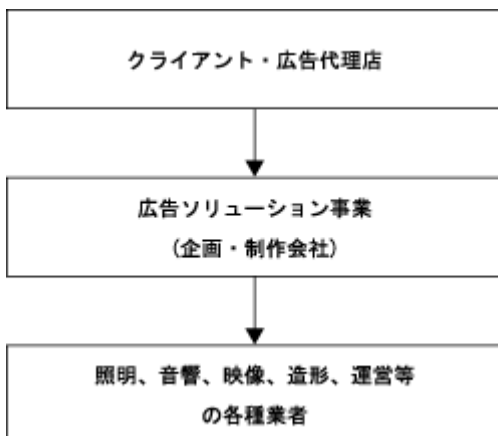 クライアント・広告代理店
広告ソリューション事業
(企画・制作会社)
照明、音響、映像、造形、運営等
の各種業者